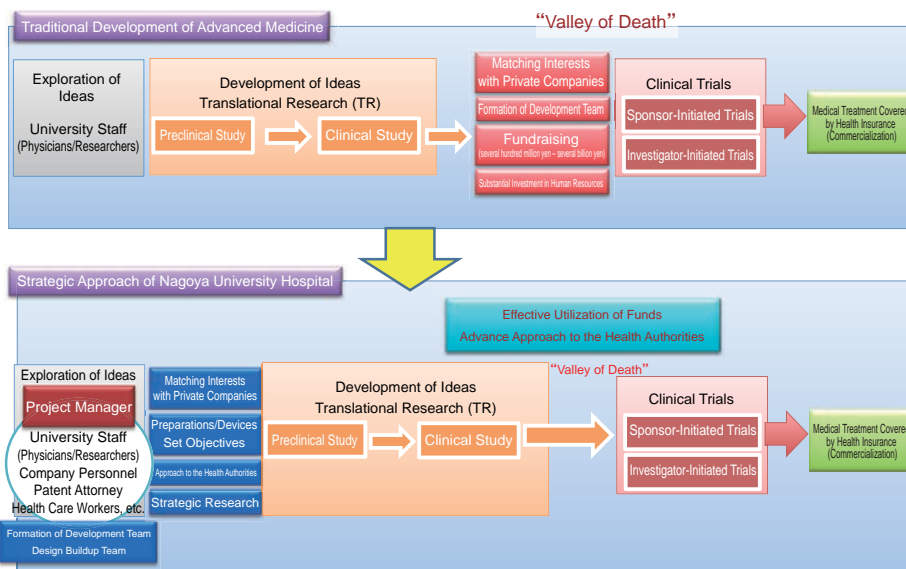 Traditional Development of Advanced Medicine
“Valley of Death”
Exploration of
Ideas
University Staff
(Physicians/Researchers)
Development of Ideas
Translational Research (TR)
Preclinical Study
Clinical Study
Matching Interests
with Private Companies
Formation of Development Team
Fundraising
(several hundred million yen – several billion yen)
Substantial Investment in Human Resources
Clinical Trials
Sponsor-Initiated Trials
Investigator-Initiated Trials
Medical Treatment Covered
by Health Insurance
(Commercialization)
Strategic Approach of Nagoya University Hospital
Effective Utilization of Funds
Advance Approach to the Health Authorities
Exploration of Ideas
Project Manager
University Staff
(Physicians/Researchers)
Company Personnel
Patent Attorney
Health Care Workers, etc.
Formation of Development Team
Design Buildup Team
Matching Interests
with Private Companies
Preparations/Devices
Set Objectives
Approach to the Health Authorities
Strategic Research
Development of Ideas
Translational Research (TR)
Preclinical Study
Clinical Study
“Valley of Death”
Clinical Trials
Sponsor-Initiated Trials
Investigator-Initiated Trials
Medical Treatment Covered
by Health Insurance
(Commercialization)